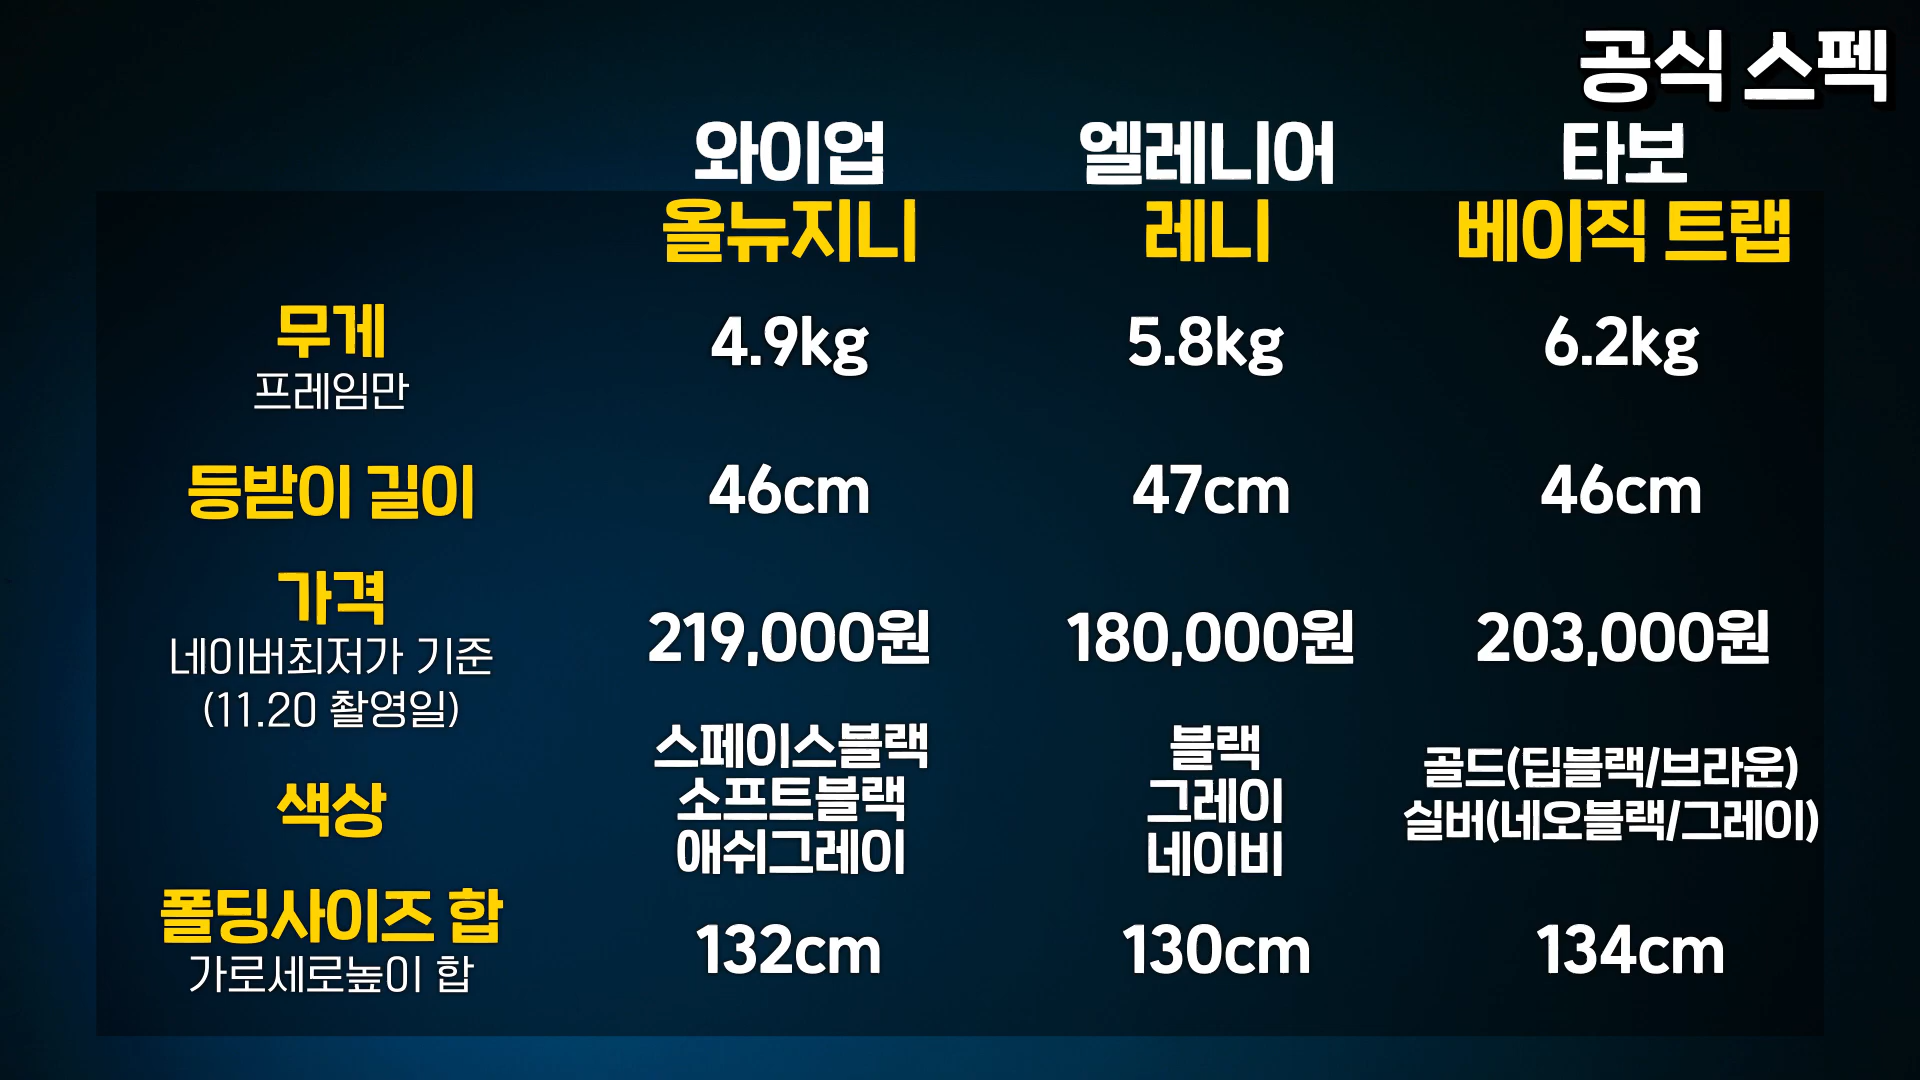 공식 스펙
와이업 엘레니어 타보
올뉴지니 레니 베이직 트랩
무게 4.9kg 5.8kg 6.2kg
프레임만
등받이 길이 46cm 47cm 46cm
가격
219,000원 180,000원 203,000원
네이버최저가 기준
(11.20 촬영일)
색상
스페이스블랙
소프트블랙
애쉬그레이
블랙
그레이
네이비
골드(딥블랙/브라운)
실버(네오블랙/그레이)
폴딩사이즈 합 132cm 130cm 134cm
가로세로높이 합